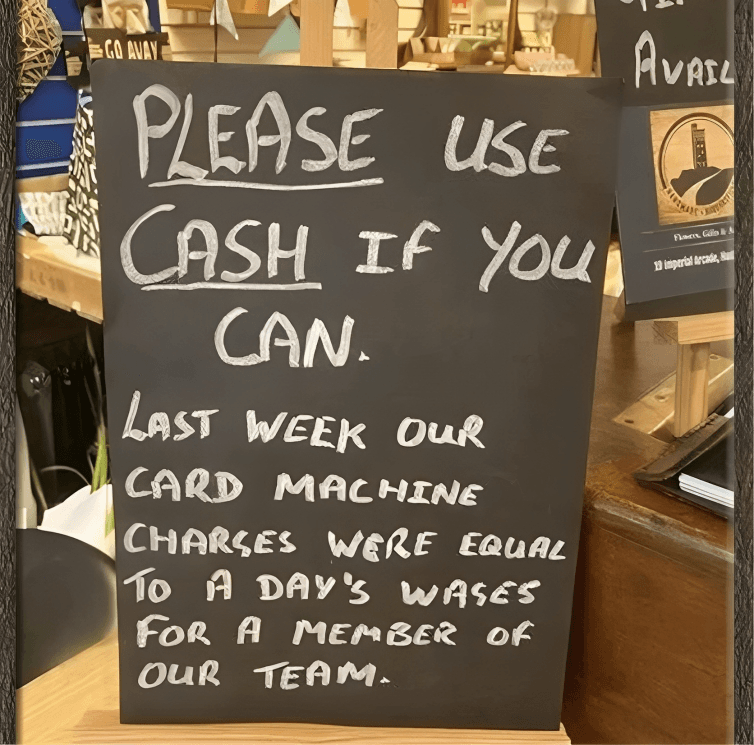 GO AWAY
PLEASE USE
CASH IF YOU
CAN.
LAST WEEK OUR
CARD MACHINE
CHARGES WERE EQUAL
TO A DAY'S WAGES
FOR A MEMBER OF
OUR TEAM.
AVAIL
Flowers, Gifts &
19 Imperial Arcade,